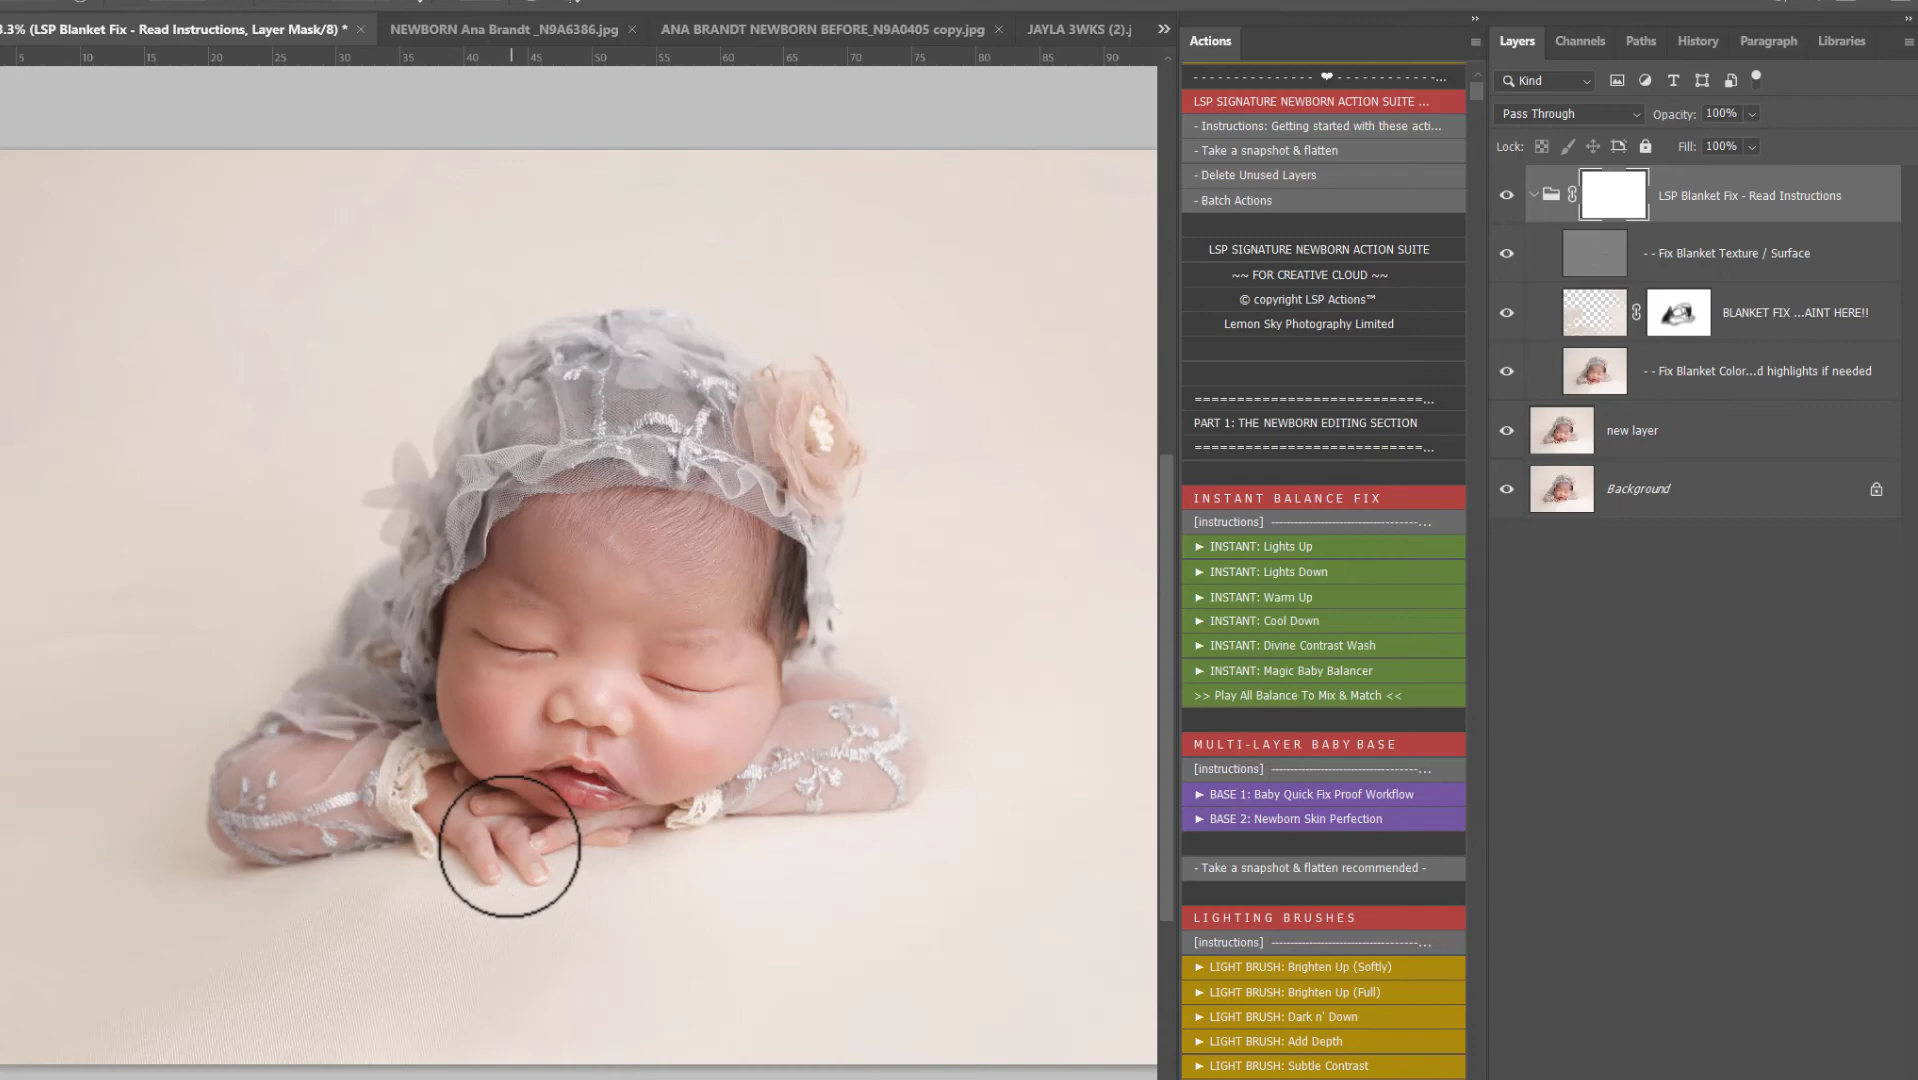 3.3% (LSP Blanket Fix - Read Instructions, Layer Mask/8) * ×
NEWBORN Ana Brandt _N9A6386.jpg ×
ANA BRANDT NEWBORN BEFORE_N9A0405 copy.jpg ×
JAYLA 3WKS (2).j
5 10 15 20 25 30 35 40 45 50 55 60 65 70 75 80 85 90
Actions
- - - - - - - - - - - - - - - ❤ - - - - - - - - - - - -...
LSP SIGNATURE NEWBORN ACTION SUITE ...
- Instructions: Getting started with these acti...
- Take a snapshot & flatten
- Delete Unused Layers
- Batch Actions
LSP SIGNATURE NEWBORN ACTION SUITE
~~ FOR CREATIVE CLOUD ~~
© copyright LSP Actions™
Lemon Sky Photography Limited
===========================...
PART 1: THE NEWBORN EDITING SECTION
===========================...
INSTANT BALANCE FIX
[instructions] ---------------------------------...
► INSTANT: Lights Up
► INSTANT: Lights Down
► INSTANT: Warm Up
► INSTANT: Cool Down
► INSTANT: Divine Contrast Wash
► INSTANT: Magic Baby Balancer
>> Play All Balance To Mix & Match <<
MULTI-LAYER BABY BASE
[instructions] ---------------------------------...
► BASE 1: Baby Quick Fix Proof Workflow
► BASE 2: Newborn Skin Perfection
- Take a snapshot & flatten recommended -
LIGHTING BRUSHES
[instructions] ---------------------------------...
► LIGHT BRUSH: Brighten Up (Softly)
► LIGHT BRUSH: Brighten Up (Full)
► LIGHT BRUSH: Dark n' Down
► LIGHT BRUSH: Add Depth
► LIGHT BRUSH: Subtle Contrast
Layers Channels Paths History Paragraph Libraries
Kind
Pass Through Opacity: 100%
Lock: Fill: 100%
LSP Blanket Fix - Read Instructions
- - Fix Blanket Texture / Surface
BLANKET FIX ...AINT HERE!!
- - Fix Blanket Color...d highlights if needed
new layer
Background